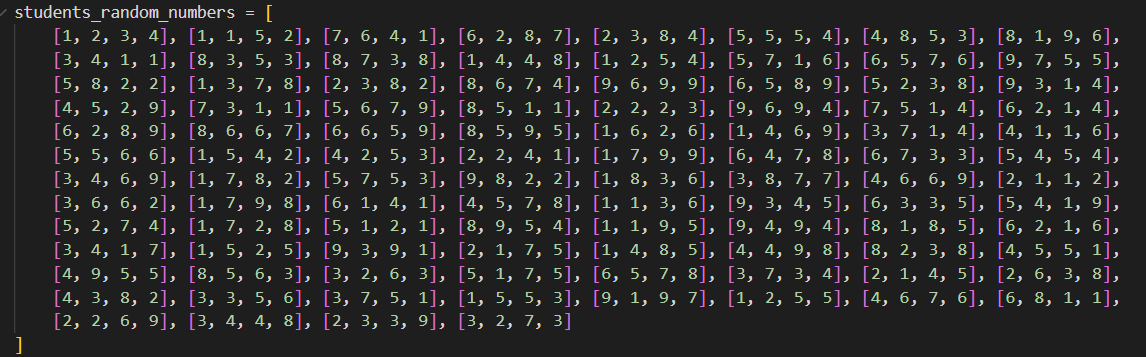 students_random_numbers = [
[1, 2, 3, 4], [1, 1, 5, 2], [7, 6, 4, 1], [6, 2, 8, 7], [2, 3, 8, 4], [5, 5, 5, 4], [4, 8, 5, 3], [8, 1, 9, 6],
[3, 4, 1, 1], [8, 3, 5, 3], [8, 7, 3, 8], [1, 4, 4, 8], [1, 2, 5, 4], [5, 7, 1, 6], [6, 5, 7, 6], [9, 7, 5, 5],
[5, 8, 2, 2], [1, 3, 7, 8], [2, 3, 8, 2], [8, 6, 7, 4], [9, 6, 9, 9], [6, 5, 8, 9], [5, 2, 3, 8], [9, 3, 1, 4],
[4, 5, 2, 9], [7, 3, 1, 1], [5, 6, 7, 9], [8, 5, 1, 1], [2, 2, 2, 3], [9, 6, 9, 4], [7, 5, 1, 4], [6, 2, 1, 4],
[6, 2, 8, 9], [8, 6, 6, 7], [6, 6, 5, 9], [8, 5, 9, 5], [1, 6, 2, 6], [1, 4, 6, 9], [3, 7, 1, 4], [4, 1, 1, 6],
[5, 5, 6, 6], [1, 5, 4, 2], [4, 2, 5, 3], [2, 2, 4, 1], [1, 7, 9, 9], [6, 4, 7, 8], [6, 7, 3, 3], [5, 4, 5, 4],
[3, 4, 6, 9], [1, 7, 8, 2], [5, 7, 5, 3], [9, 8, 2, 2], [1, 8, 3, 6], [3, 8, 7, 7], [4, 6, 6, 9], [2, 1, 1, 2],
[3, 6, 6, 2], [1, 7, 9, 8], [6, 1, 4, 1], [4, 5, 7, 8], [1, 1, 3, 6], [9, 3, 4, 5], [6, 3, 3, 5], [5, 4, 1, 9],
[5, 2, 7, 4], [1, 7, 2, 8], [5, 1, 2, 1], [8, 9, 5, 4], [1, 1, 9, 5], [9, 4, 9, 4], [8, 1, 8, 5], [6, 2, 1, 6],
[3, 4, 1, 7], [1, 5, 2, 5], [9, 3, 9, 1], [2, 1, 7, 5], [1, 4, 8, 5], [4, 4, 9, 8], [8, 2, 3, 8], [4, 5, 5, 1],
[4, 9, 5, 5], [8, 5, 6, 3], [3, 2, 6, 3], [5, 1, 7, 5], [6, 5, 7, 8], [3, 7, 3, 4], [2, 1, 4, 5], [2, 6, 3, 8],
[4, 3, 8, 2], [3, 3, 5, 6], [3, 7, 5, 1], [1, 5, 5, 3], [9, 1, 9, 7], [1, 2, 5, 5], [4, 6, 7, 6], [6, 8, 1, 1],
[2, 2, 6, 9], [3, 4, 4, 8], [2, 3, 3, 9], [3, 2, 7, 3]
]